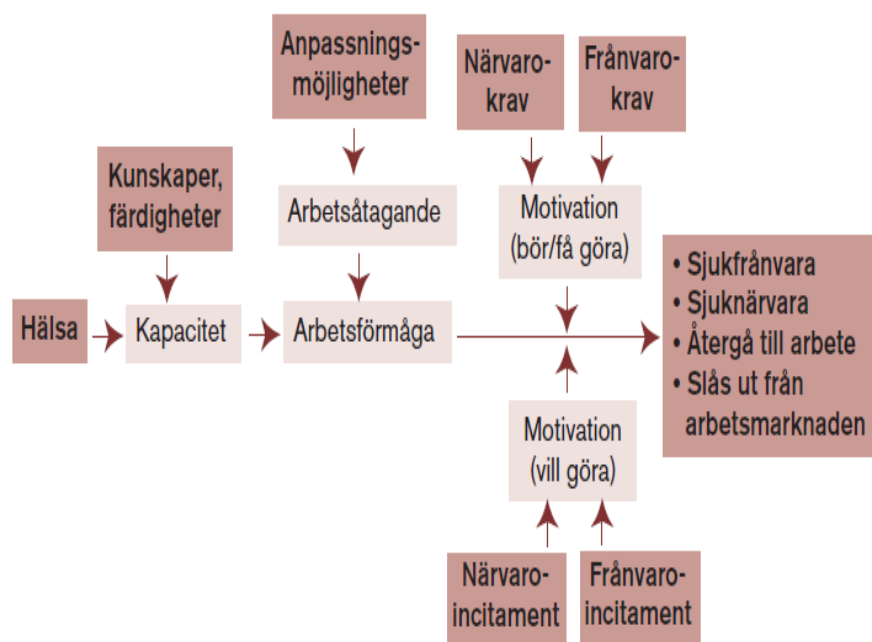 Anpassnings-
möjligheter
Närvaro-
krav
Frånvaro-
krav
Kunskaper,
färdigheter
Arbetsåtagande
Motivation
(bör/få göra)
Hälsa
Kapacitet
Arbetsförmåga
• Sjukfrånvara
• Sjuknärvara
• Återgå till arbete
• Slås ut från
arbetsmarknaden
Motivation
(vill göra)
Närvaro-
incitament
Frånvaro-
incitament